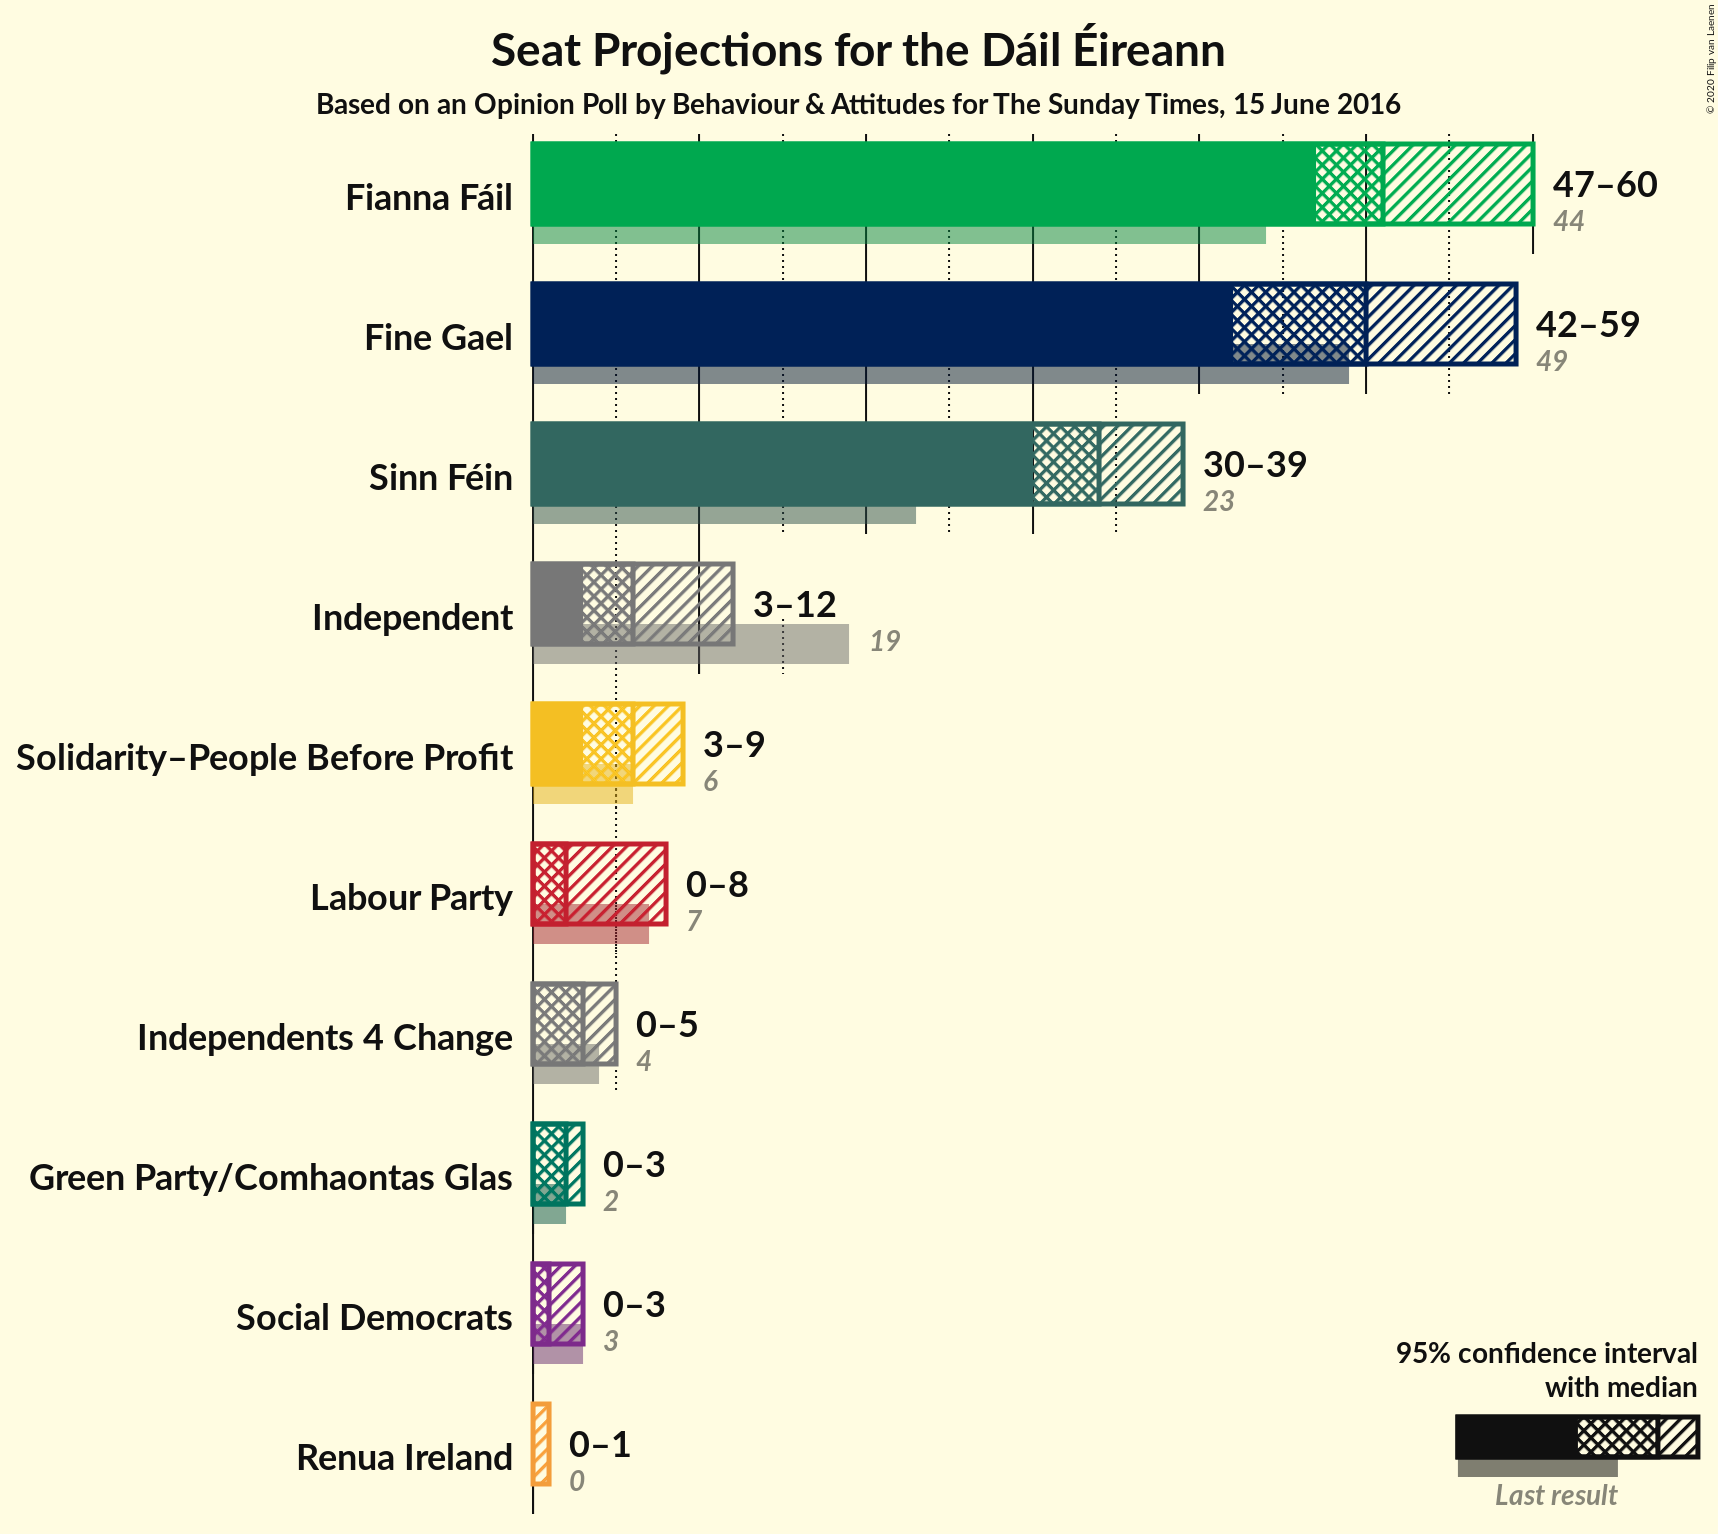 Seat Projections for the Dáil Éireann
Based on an Opinion Poll by Behaviour & Attitudes for The Sunday Times, 15 June 2016
© 2020 Filip van Laenen
Fianna Fáil
47–60
44
Fine Gael
42–59
49
Sinn Féin
30–39
23
Independent
3–12
19
Solidarity–People Before Profit
3–9
6
Labour Party
0–8
7
Independents 4 Change
0–5
4
Green Party/Comhaontas Glas
0–3
2
Social Democrats
0–3
3
Renua Ireland
0–1
0
95% confidence interval
with median
Last result